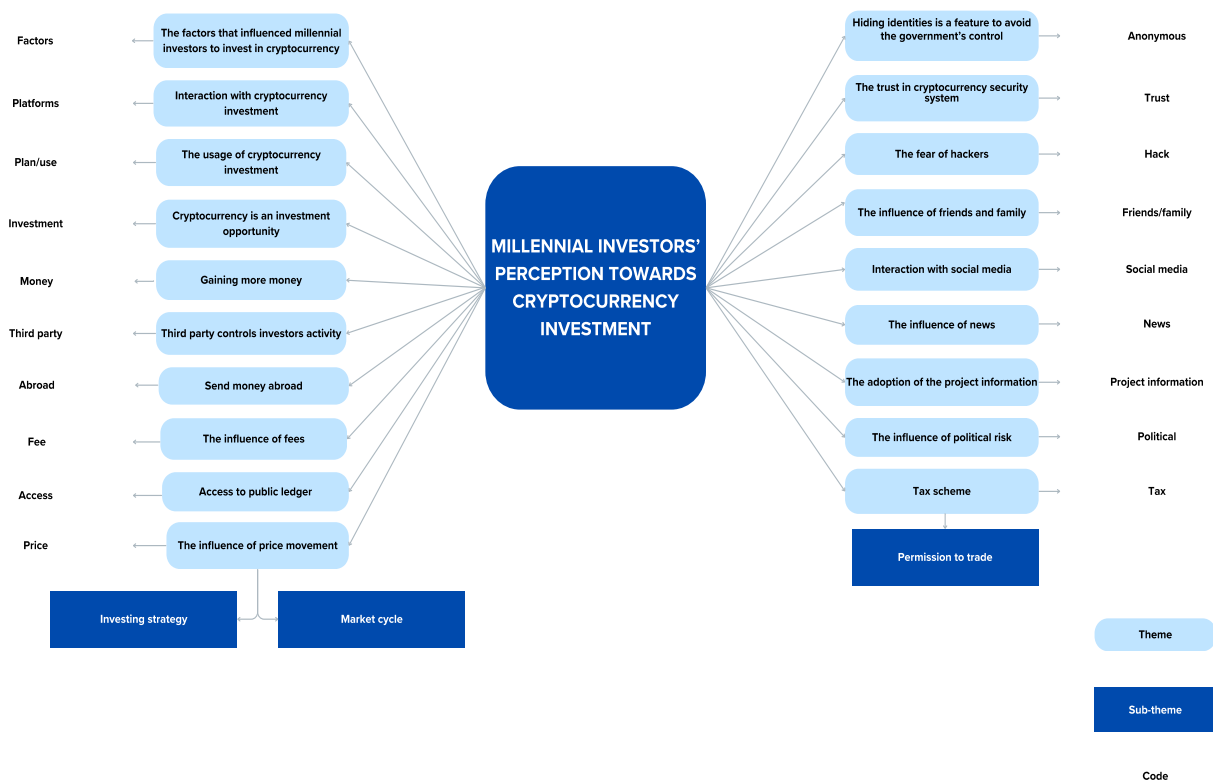 Factors
The factors that influenced millennial
investors to invest in cryptocurrency
Platforms
Interaction with cryptocurrency
investment
Plan/use
The usage of cryptocurrency
investment
Investment
Cryptocurrency is an investment
opportunity
Money
Gaining more money
Third party
Third party controls investors activity
Abroad
Send money abroad
Fee
The influence of fees
Access
Access to public ledger
Price
The influence of price movement
Investing strategy
Market cycle
MILLENNIAL INVESTORS’
PERCEPTION TOWARDS
CRYPTOCURRENCY
INVESTMENT
Hiding identities is a feature to avoid
the government’s control
Anonymous
The trust in cryptocurrency security
system
Trust
The fear of hackers
Hack
The influence of friends and family
Friends/family
Interaction with social media
Social media
The influence of news
News
The adoption of the project information
Project information
The influence of political risk
Political
Tax scheme
Tax
Permission to trade
Theme
Sub-theme
Code